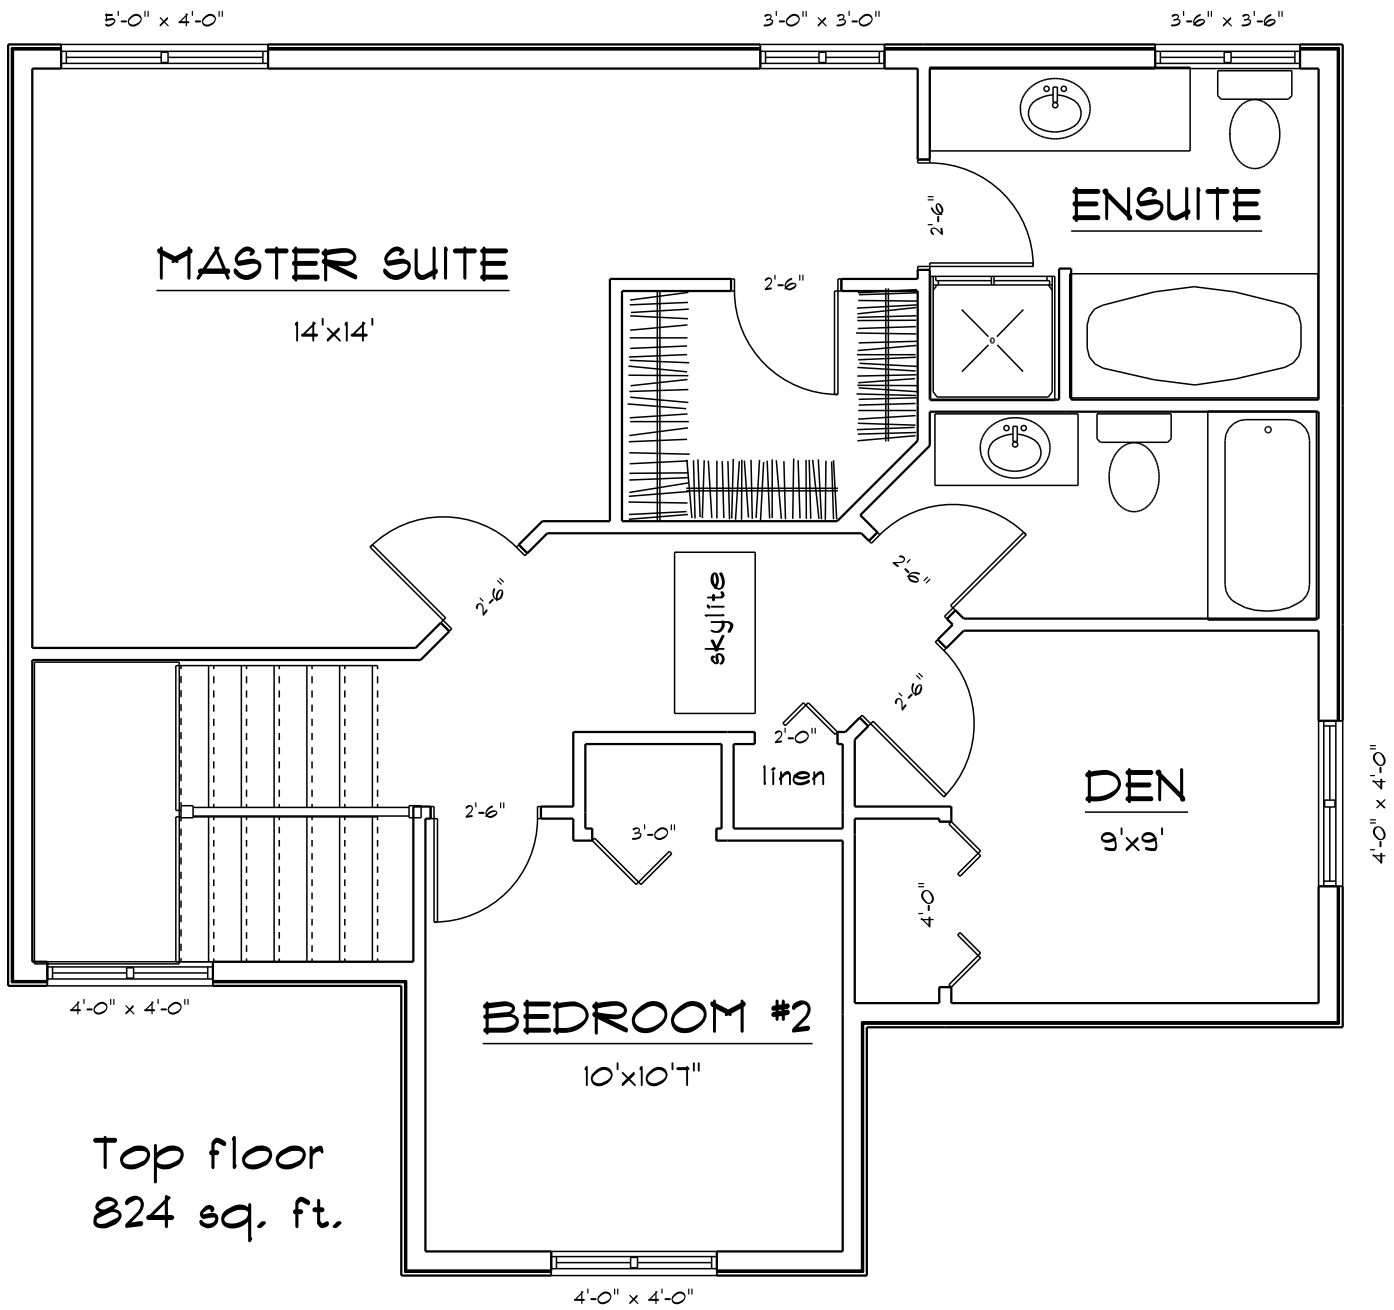 5'-0" x 4'-0"
3'-0" x 3'-0"
3'-6" x 3'-6"
ENSUITE
2'-6"
MASTER SUITE
14'x14'
2'-6"
2'-6"
2'-6"
skylite
2'-6"
2'-0"
linen
DEN
9'x9'
4'-0" x 4'-0"
2'-6"
3'-0"
4'-0"
4'-0" x 4'-0"
BEDROOM #2
10'x10'7"
Top floor
824 sq. ft.
4'-0" x 4'-0"